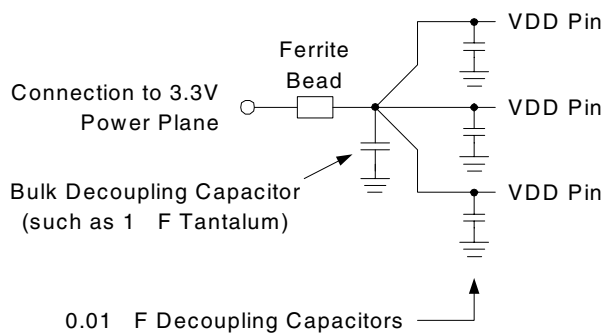 VDD Pin
Ferrite
Bead
Connection to 3.3V
Power Plane
VDD Pin
Bulk Decoupling Capacitor
(such as 1 F Tantalum)
VDD Pin
0.01 F Decoupling Capacitors